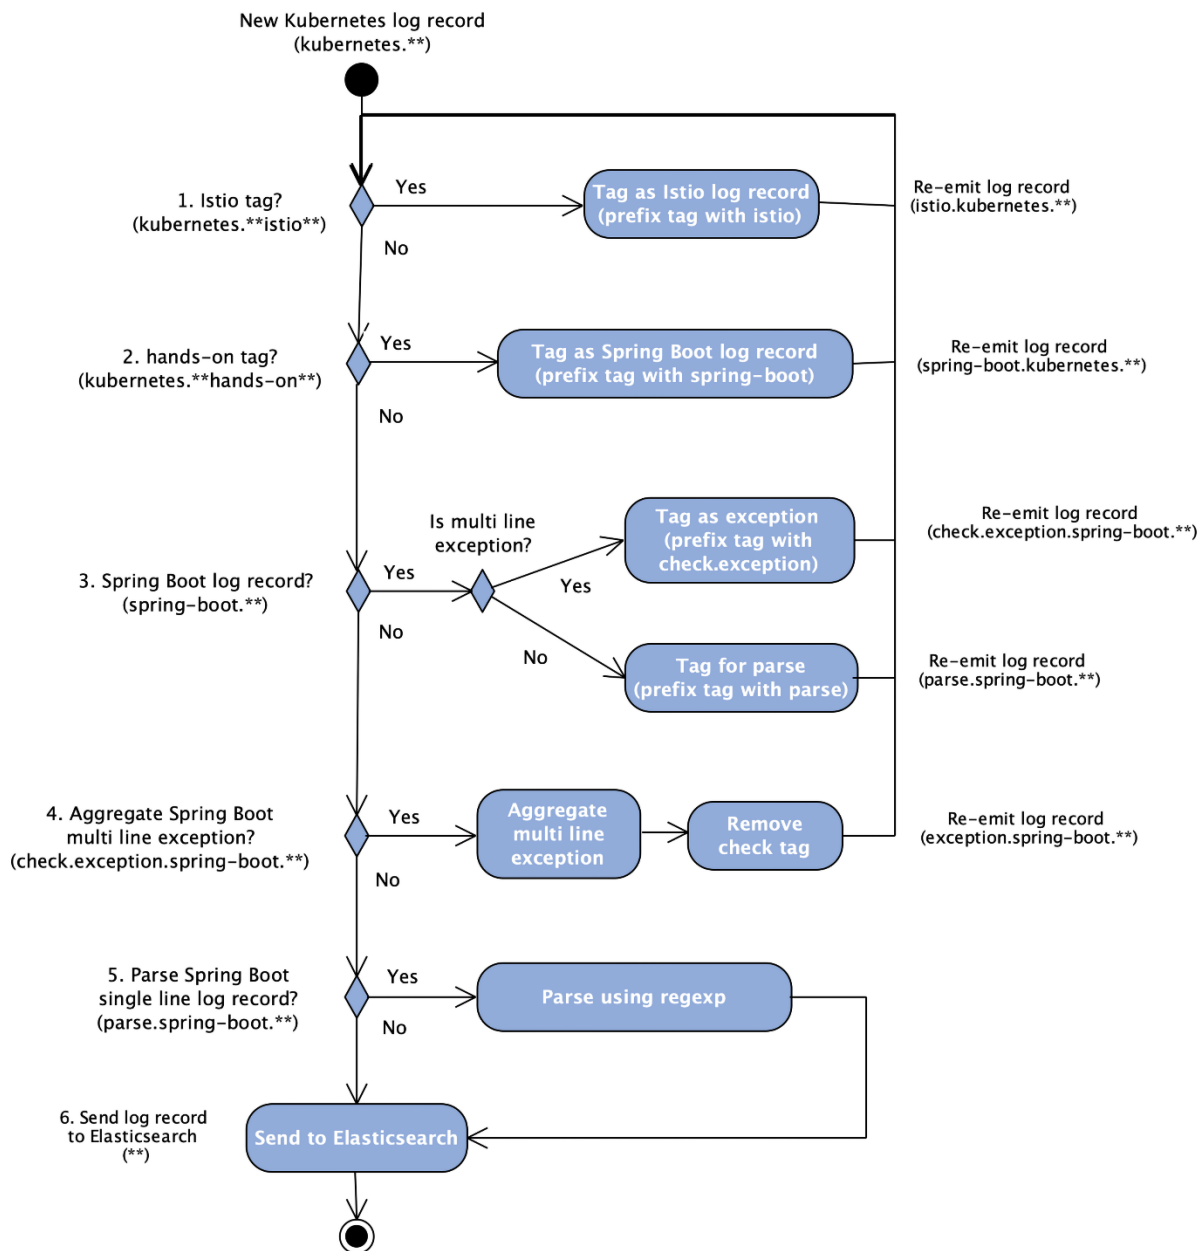 New Kubernetes log record
(kubernetes.**)
1. Istio tag?
(kubernetes.**istio**)
Yes
Tag as Istio log record
(prefix tag with istio)
Re-emit log record
(istio.kubernetes.**)
No
2. hands-on tag?
(kubernetes.**hands-on**)
Yes
Tag as Spring Boot log record
(prefix tag with spring-boot)
Re-emit log record
(spring-boot.kubernetes.**)
No
Is multi line
exception?
Tag as exception
(prefix tag with
check.exception)
Re-emit log record
(check.exception.spring-boot.**)
3. Spring Boot log record?
(spring-boot.**)
Yes
Yes
No
No
Tag for parse
(prefix tag with parse)
Re-emit log record
(parse.spring-boot.**)
4. Aggregate Spring Boot
multi line exception?
(check.exception.spring-boot.**)
Yes
Aggregate
multi line
exception
Remove
check tag
Re-emit log record
(exception.spring-boot.**)
No
5. Parse Spring Boot
single line log record?
(parse.spring-boot.**)
Yes
Parse using regexp
No
6. Send log record
to Elasticsearch
(**)
Send to Elasticsearch